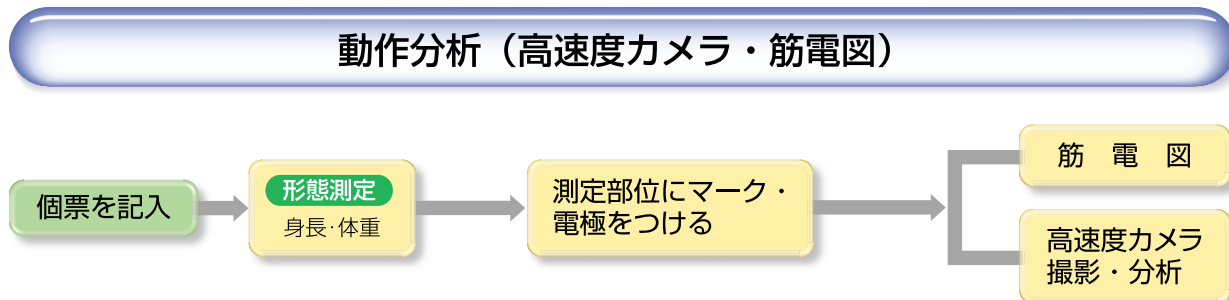 動作分析（高速度カメラ・筋電図）
個票を記入
形態測定
身長・体重
測定部位にマーク・
電極をつける
筋　電　図
高速度カメラ
撮影・分析